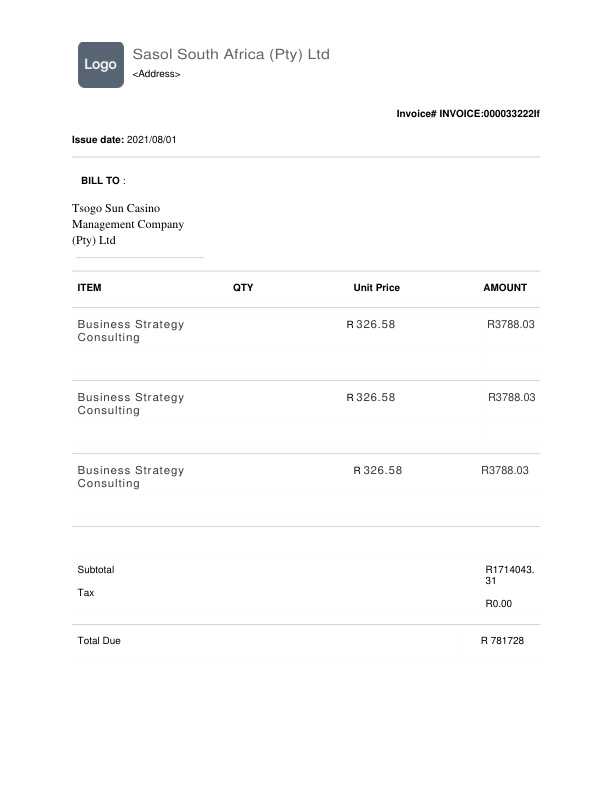 Logo
Sasol South Africa (Pty) Ltd
<Address>
Invoice# INVOICE:000033222lf
Issue date: 2021/08/01
BILL TO :
Tsogo Sun Casino
Management Company
(Pty) Ltd
ITEM QTY Unit Price AMOUNT
Business Strategy R 326.58 R3788.03
Consulting
Business Strategy R 326.58 R3788.03
Consulting
Business Strategy R 326.58 R3788.03
Consulting
Subtotal R1714043.
31
Tax
R0.00
Total Due R 781728